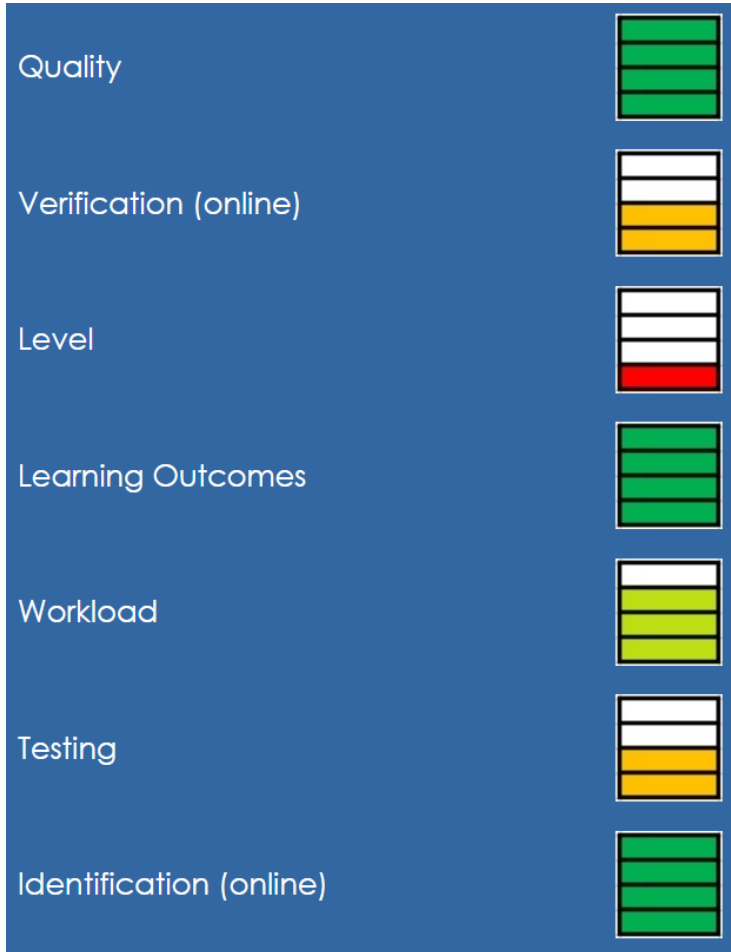 Quality
Verification (online)
Level
Learning Outcomes
Workload
Testing
Identification (online)